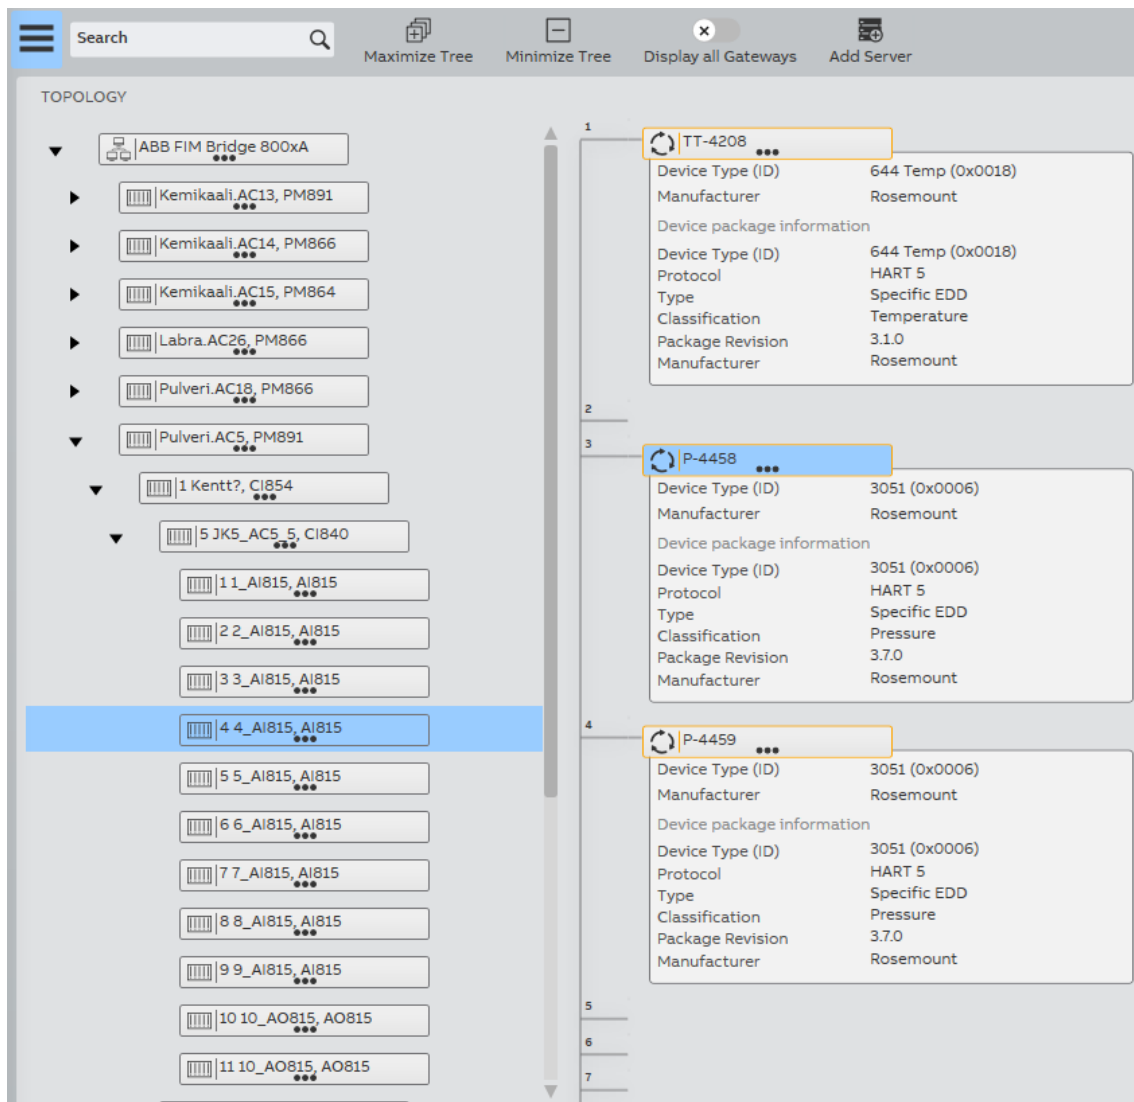 Search
Maximize Tree
Minimize Tree
Display all Gateways
Add Server
TOPOLOGY
ABB FIM Bridge 800xA
Kemikaali.AC13, PM891
Kemikaali.AC14, PM866
Kemikaali.AC15, PM864
Labra.AC26, PM866
Pulveri.AC18, PM866
Pulveri.AC5, PM891
1 Kentt?, CI854
5 JK5_AC5_5, CI840
1 1_AI815, AI815
2 2_AI815, AI815
3 3_AI815, AI815
4 4_AI815, AI815
5 5_AI815, AI815
6 6_AI815, AI815
7 7_AI815, AI815
8 8_AI815, AI815
9 9_AI815, AI815
10 10_AO815, AO815
11 10_AO815, AO815
1
TT-4208
Device Type (ID) 644 Temp (0x0018)
Manufacturer Rosemount
Device package information
Device Type (ID) 644 Temp (0x0018)
Protocol HART 5
Type Specific EDD
Classification Temperature
Package Revision 3.1.0
Manufacturer Rosemount
2
3
P-4458
Device Type (ID) 3051 (0x0006)
Manufacturer Rosemount
Device package information
Device Type (ID) 3051 (0x0006)
Protocol HART 5
Type Specific EDD
Classification Pressure
Package Revision 3.7.0
Manufacturer Rosemount
4
P-4459
Device Type (ID) 3051 (0x0006)
Manufacturer Rosemount
Device package information
Device Type (ID) 3051 (0x0006)
Protocol HART 5
Type Specific EDD
Classification Pressure
Package Revision 3.7.0
Manufacturer Rosemount
5
6
7